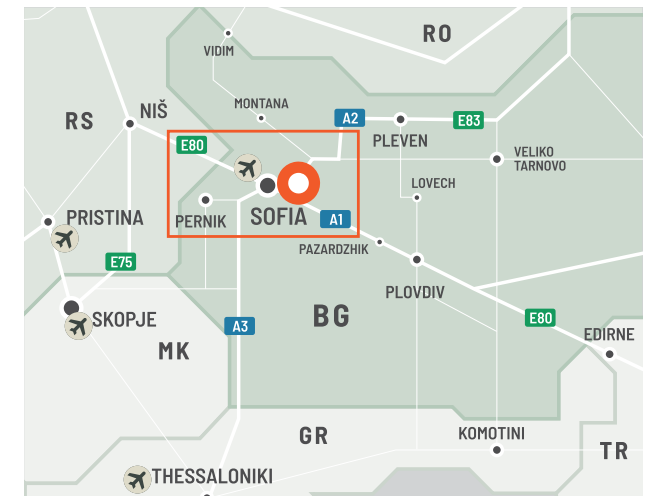 RO
VIDIM
MONTANA
NIŠ
RS
A2
E83
PLEVEN
E80
VELIKO
TARNOVO
LOVECH
PRISTINA
PERNIK
SOFIA
A1
PAZARDZHIK
E75
PLOVDIV
SKOPJE
A3
BG
E80
EDIRNE
MK
GR
KOMOTINI
TR
THESSALONIKI